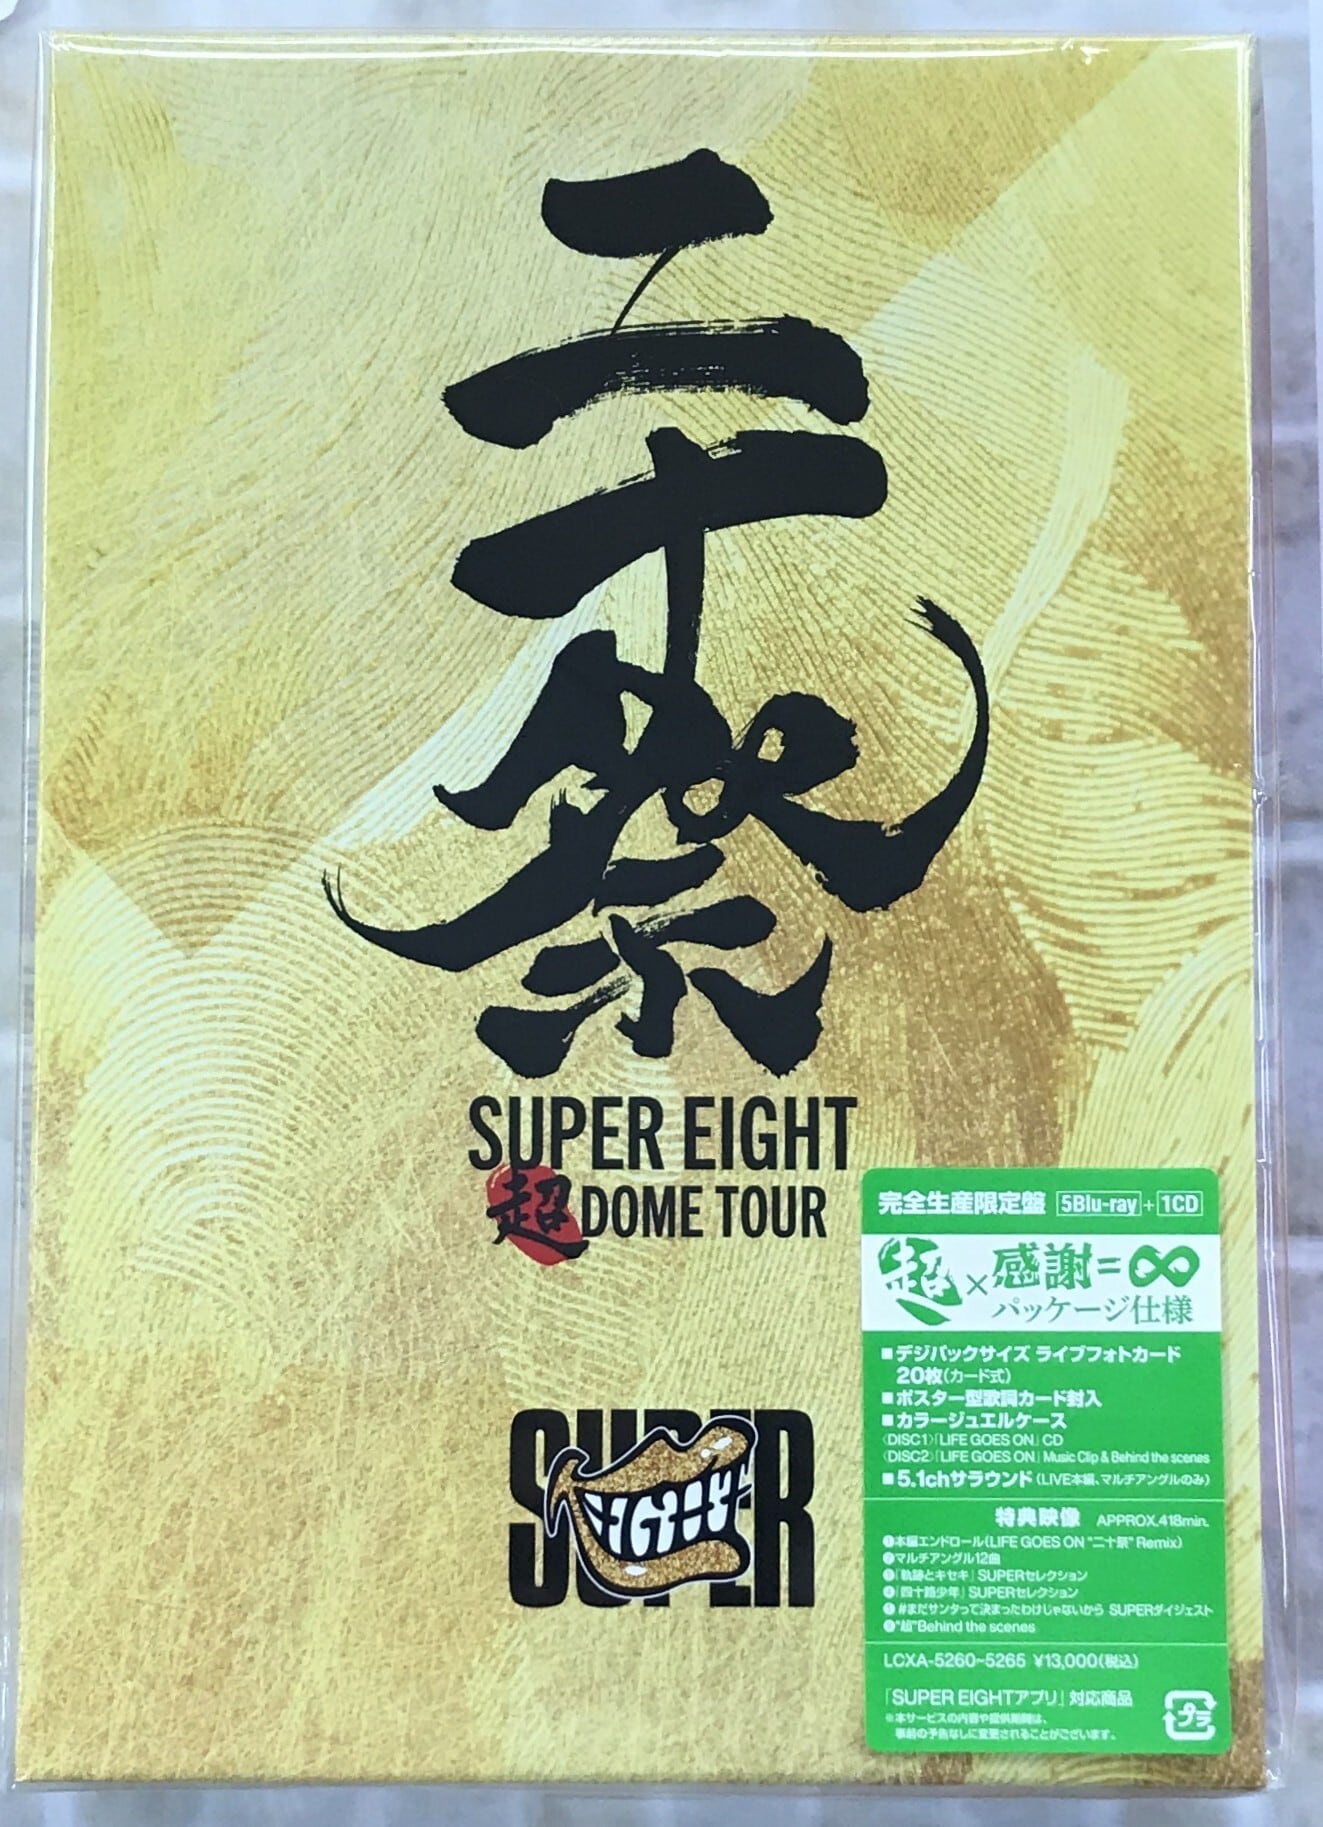 二十祭
SUPER EIGHT
超 DOME TOUR
SUPER
EIGHT
完全生産限定盤 5Blu-ray + 1CD
超×感謝=∞
パッケージ仕様
■デジパックサイズ ライブフォトカード
20枚(カード式)
■ポスター型歌詞カード封入
■カラージュエルケース
〈DISC1〉「LIFE GOES ON」CD
〈DISC2〉「LIFE GOES ON」Music Clip & Behind the scenes
■5.1chサラウンド(LIVE本編、マルチアングルのみ)
特典映像 APPROX.418min.
❶本編エンドロール(LIFE GOES ON "二十祭" Remix)
❷マルチアングル12曲
❸「軌跡とキセキ」SUPERセレクション
❹「四十路少年」SUPERセレクション
❺#まだサンタって決まったわけじゃないから SUPERダイジェスト
❻"超"Behind the scenes
LCXA-5260~5265 ¥13,000(税込)
「SUPER EIGHTアプリ」対応商品
※本サービスの内容や提供期間は、
事前の予告なしに変更されることがございます。
プラ